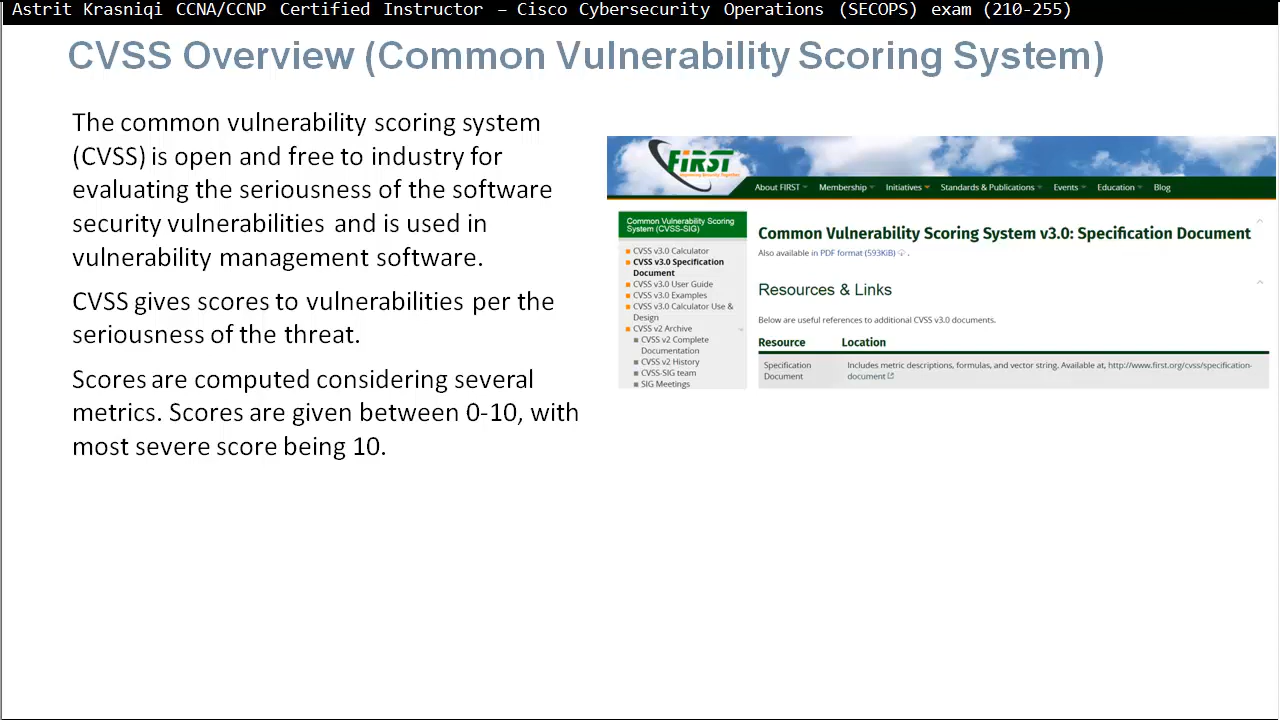 Astrit Krasniqi CCNA/CCNP Certified Instructor – Cisco Cybersecurity Operations (SECOPS) exam (210-255)
CVSS Overview (Common Vulnerability Scoring System)
The common vulnerability scoring system
(CVSS) is open and free to industry for
evaluating the seriousness of the software
security vulnerabilities and is used in
vulnerability management software.
CVSS gives scores to vulnerabilities per the
seriousness of the threat.
Scores are computed considering several
metrics. Scores are given between 0-10, with
most severe score being 10.
FIRST
Improving Security Together
About FIRST Membership Initiatives Standards & Publications Events Education Blog
Common Vulnerability Scoring
System (CVSS-SIG)
CVSS v3.0 Calculator
CVSS v3.0 Specification
Document
CVSS v3.0 User Guide
CVSS v3.0 Examples
CVSS v3.0 Calculator Use &
Design
CVSS v2 Archive
CVSS v2 Complete
Documentation
CVSS v2 History
CVSS-SIG team
SIG Meetings
Common Vulnerability Scoring System v3.0: Specification Document
Also available in PDF format (593KiB) .
Resources & Links
Below are useful references to additional CVSS v3.0 documents.
Resource Location
Specification
Document
Includes metric descriptions, formulas, and vector string. Available at, http://www.first.org/cvss/specification-
document